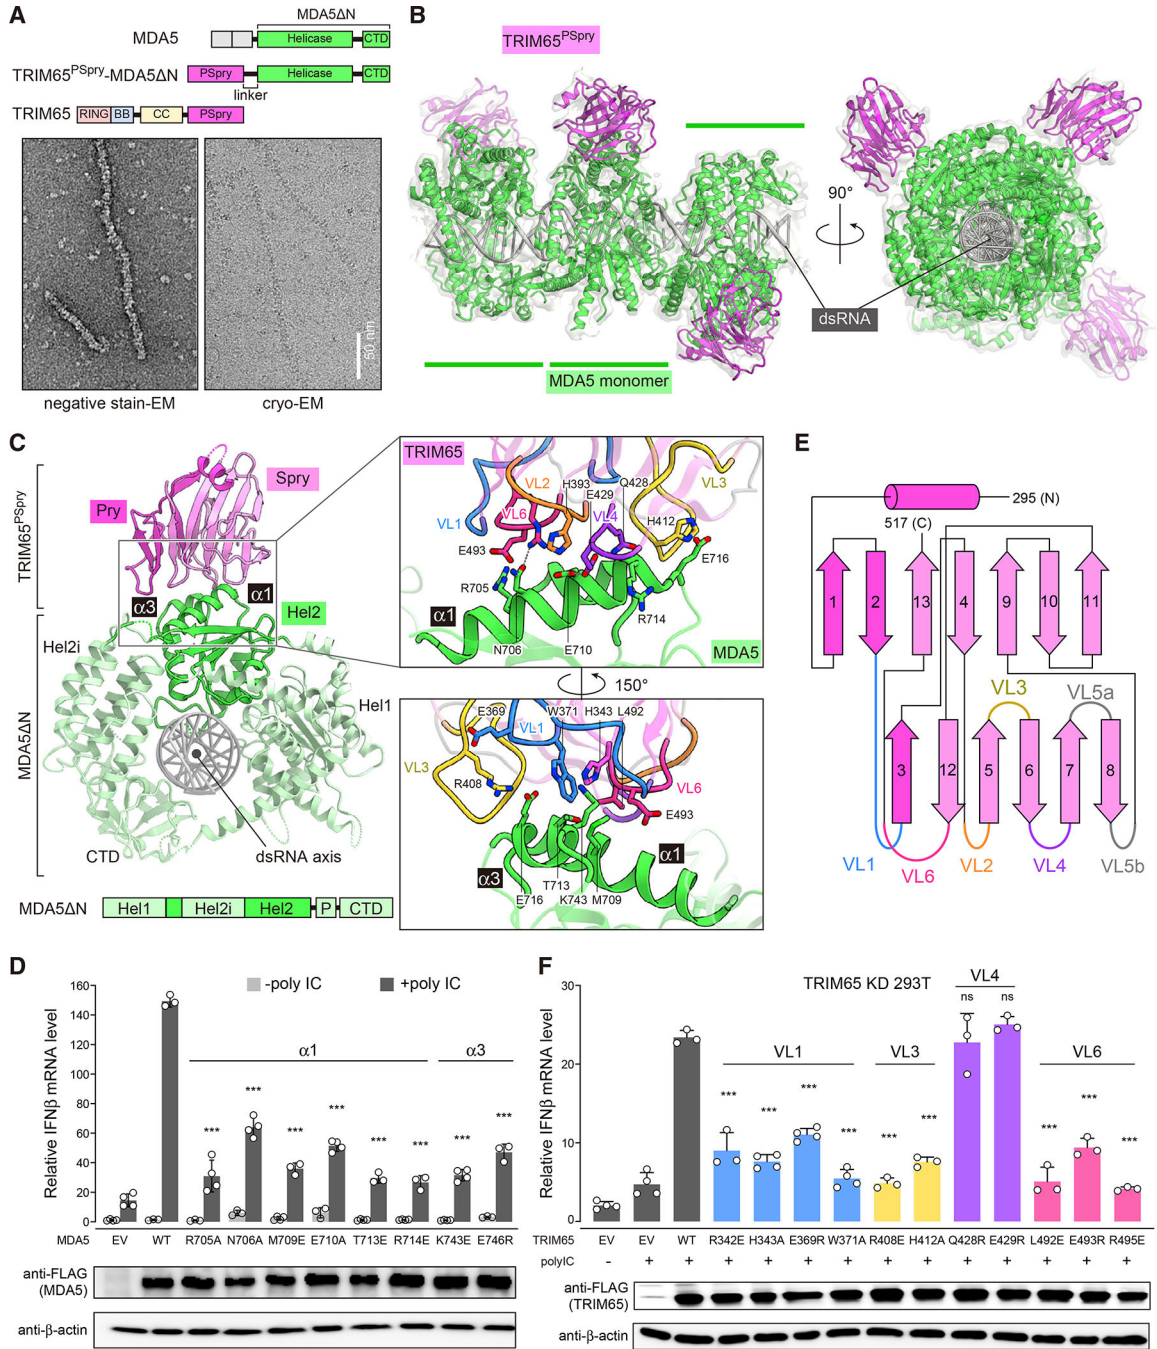 A
MDA5ΔN
MDA5
Helicase
CTD
TRIM65PSpry-MDA5ΔN
PSpry
Helicase
CTD
linker
TRIM65
RING
BB
CC
PSpry
50 nm
negative stain-EM
cryo-EM
B
TRIM65PSpry
90°
dsRNA
MDA5 monomer
C
TRIM65PSpry
Spry
Pry
α3
α1
Hel2
Hel2i
Hel1
MDA5ΔN
CTD
dsRNA axis
MDA5ΔN
Hel1
Hel2i
Hel2
P
CTD
TRIM65
VL2
H393
Q428
E429
VL3
VL1
VL6
VL4
H412
E493
E716
R705
α1
R714
N706
E710
MDA5
150°
E369
W371
H343
L492
VL1
VL3
R408
VL6
E493
α1
α3
T713
E716
K743
M709
E
295 (N)
517 (C)
1
2
13
4
9
10
11
VL3
VL5a
3
12
5
6
7
8
VL1
VL6
VL2
VL4
VL5b
D
-poly IC
+poly IC
Relative IFNβ mRNA level
160
140
120
100
80
60
40
20
0
α1
α3
***
***
***
***
***
***
***
***
MDA5
EV
WT
R705A
N706A
M709E
E710A
T713E
R714E
K743E
E746R
anti-FLAG
(MDA5)
anti-β-actin
F
TRIM65 KD 293T
Relative IFNβ mRNA level
30
20
10
0
VL4
ns
ns
VL1
VL3
VL6
***
***
***
***
***
***
***
***
***
TRIM65
EV
EV
WT
R342E
H343A
E369R
W371A
R408E
H412A
Q428R
E429R
L492E
E493R
R495E
polyIC
- + + + + + + + + + + + + +
anti-FLAG
(TRIM65)
anti-β-actin